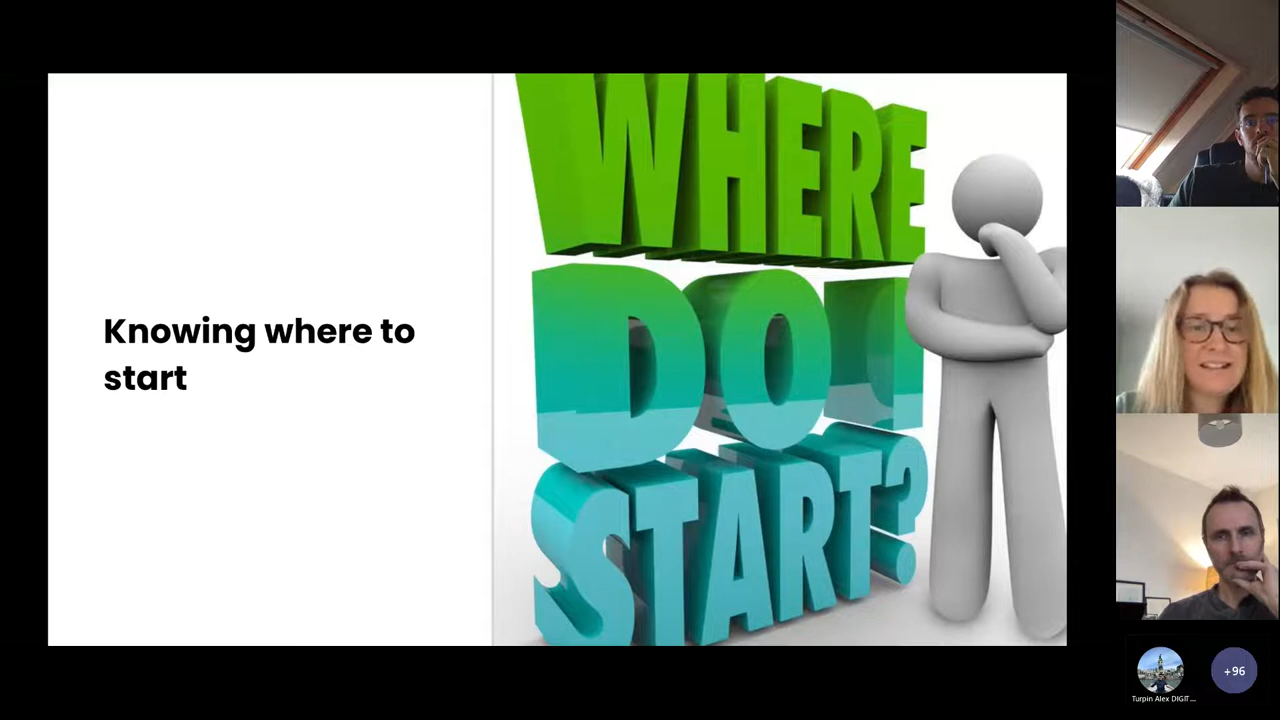 Knowing where to
start
WHERE
DO I
START?
Turpin Alex DIGIT...
+96